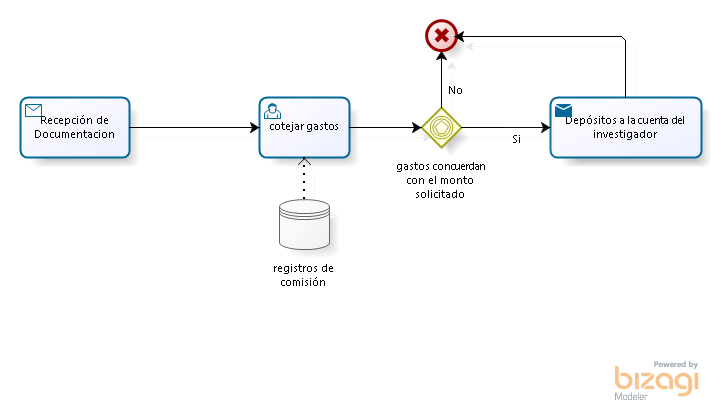 Recepción de
Documentacion
cotejar gastos
No
Si
gastos concuerdan
con el monto
solicitado
Depósitos a la cuenta del
investigador
registros de
comisión
Powered by
bizagi
Modeler